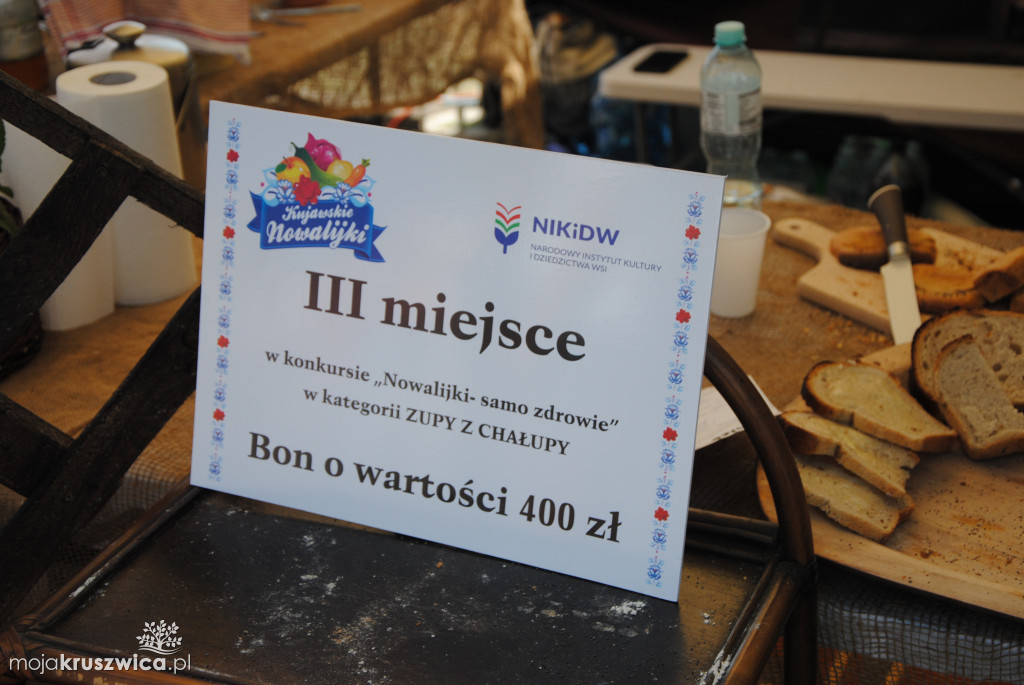 Kujawskie
Nowalijki
NIKiDW
NARODOWY INSTYTUT KULTURY
I DZIEDZICTWA WSI
III miejsce
w konkursie „Nowalijki- samo zdrowie”
w kategorii ZUPY Z CHAŁUPY
Bon o wartości 400 zł
mojakruszwica.pl